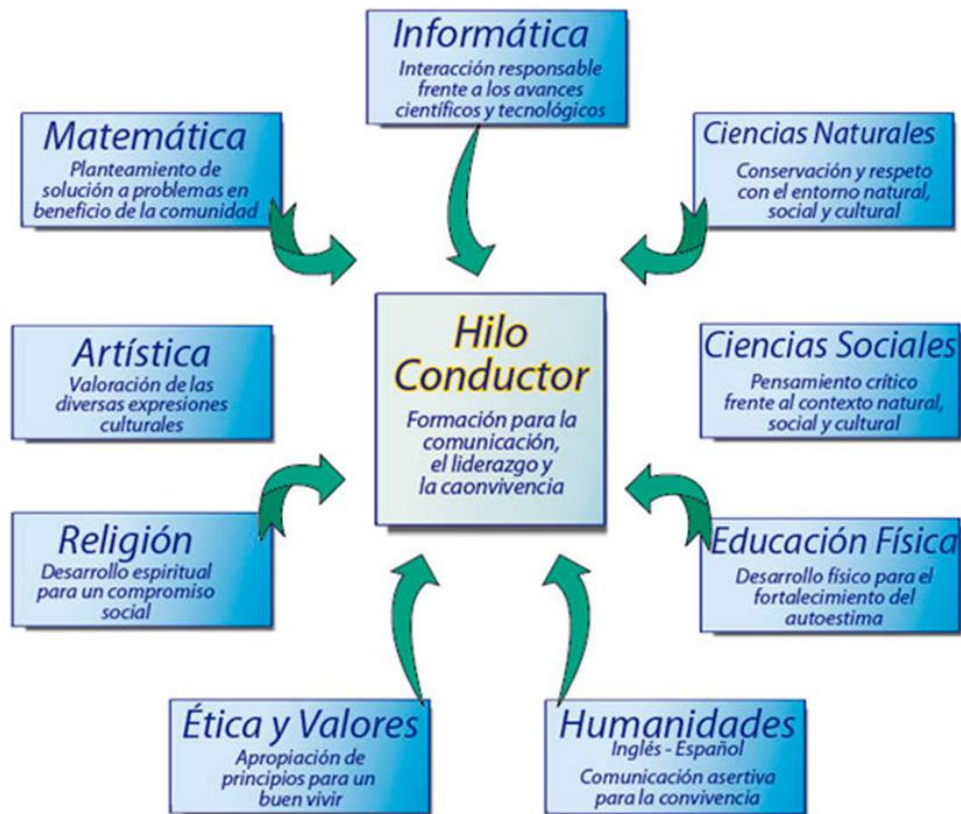 Informática
Interacción responsable
frente a los avances
científicos y tecnológicos
Matemática
Planteamiento de
solución a problemas en
beneficio de la comunidad
Ciencias Naturales
Conservación y respeto
con el entorno natural,
social y cultural
Artística
Valoración de las
diversas expresiones
culturales
Hilo
Conductor
Formación para la
comunicación,
el liderazgo y
la caonvivencia
Ciencias Sociales
Pensamiento crítico
frente al contexto natural,
social y cultural
Religión
Desarrollo espiritual
para un compromiso
social
Educación Física
Desarrollo físico para el
fortalecimiento del
autoestima
Ética y Valores
Apropiación de
principios para un
buen vivir
Humanidades
Inglés - Español
Comunicación asertiva
para la convivencia